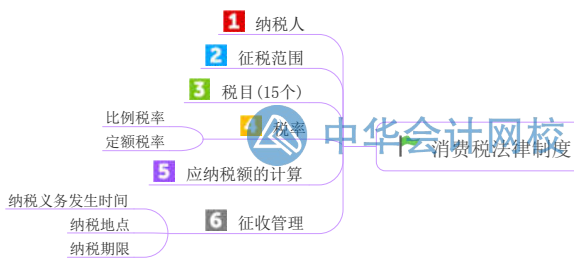 1 纳税人
2 征税范围
3 税目(15个)
4 税率
比例税率
定额税率
5 应纳税额的计算
6 征收管理
纳税义务发生时间
纳税地点
纳税期限
消费税法律制度
中华会计网校